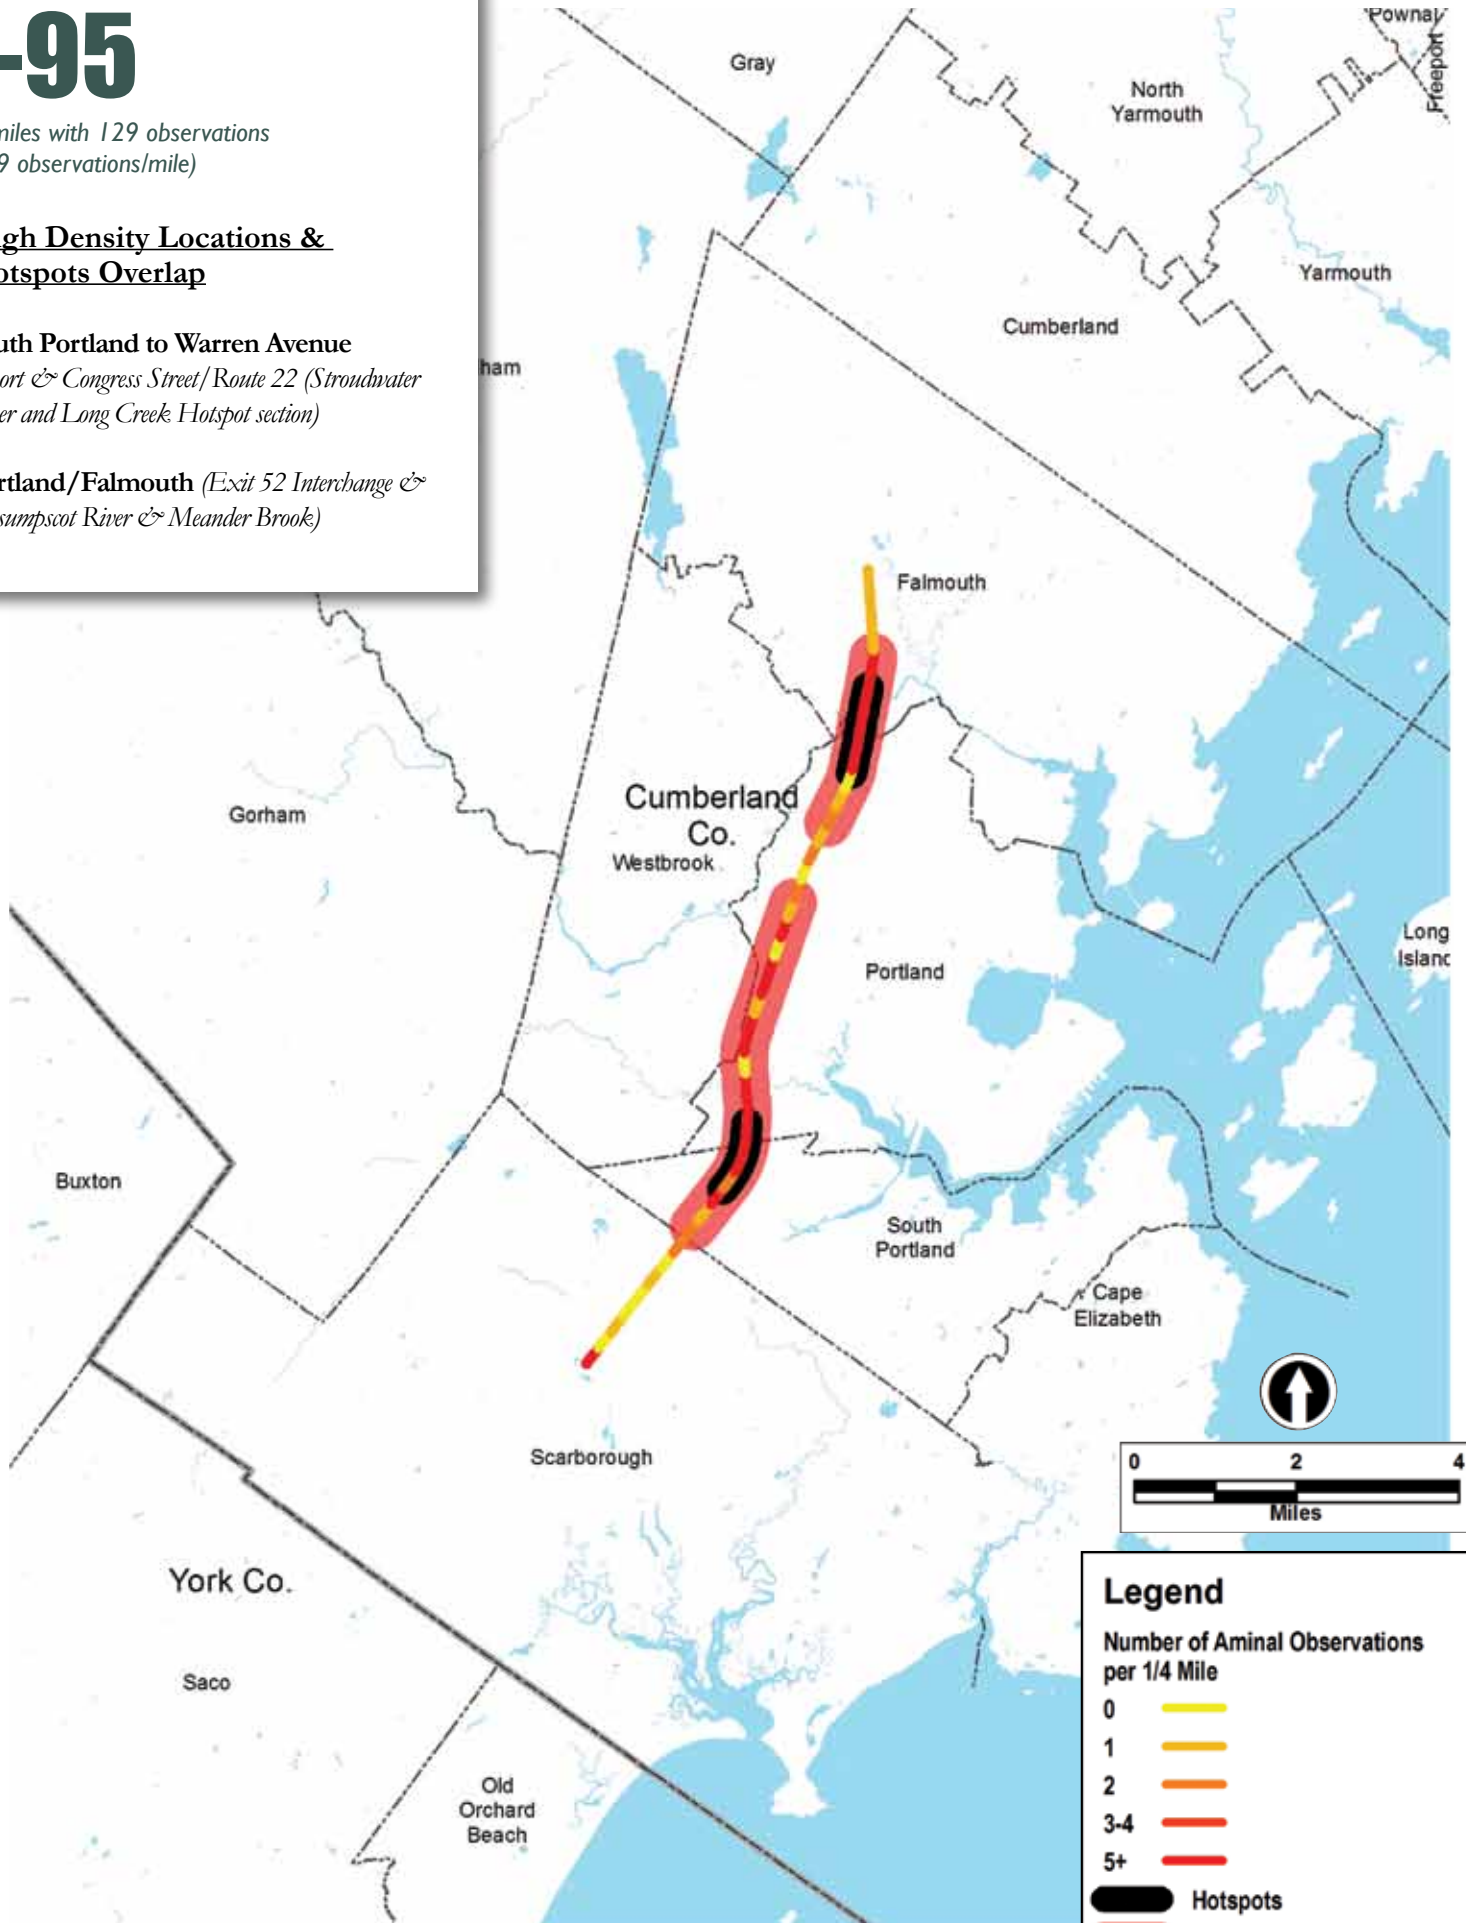 -95
miles with 129 observations
9 observations/mile)
gh Density Locations &
otspots Overlap
uth Portland to Warren Avenue
ort & Congress Street/Route 22 (Stroudwater
er and Long Creek Hotspot section)
rtland/Falmouth (Exit 52 Interchange &
sumpscot River & Meander Brook)
Pownal
Freeport
Gray
North
Yarmouth
Yarmouth
Cumberland
ham
Falmouth
Gorham
Cumberland
Co.
Westbrook
Portland
Long
Island
Buxton
South
Portland
Cape
Elizabeth
Scarborough
York Co.
Saco
Old
Orchard
Beach
0 2 4
Miles
Legend
Number of Aminal Observations
per 1/4 Mile
0
1
2
3-4
5+
Hotspots